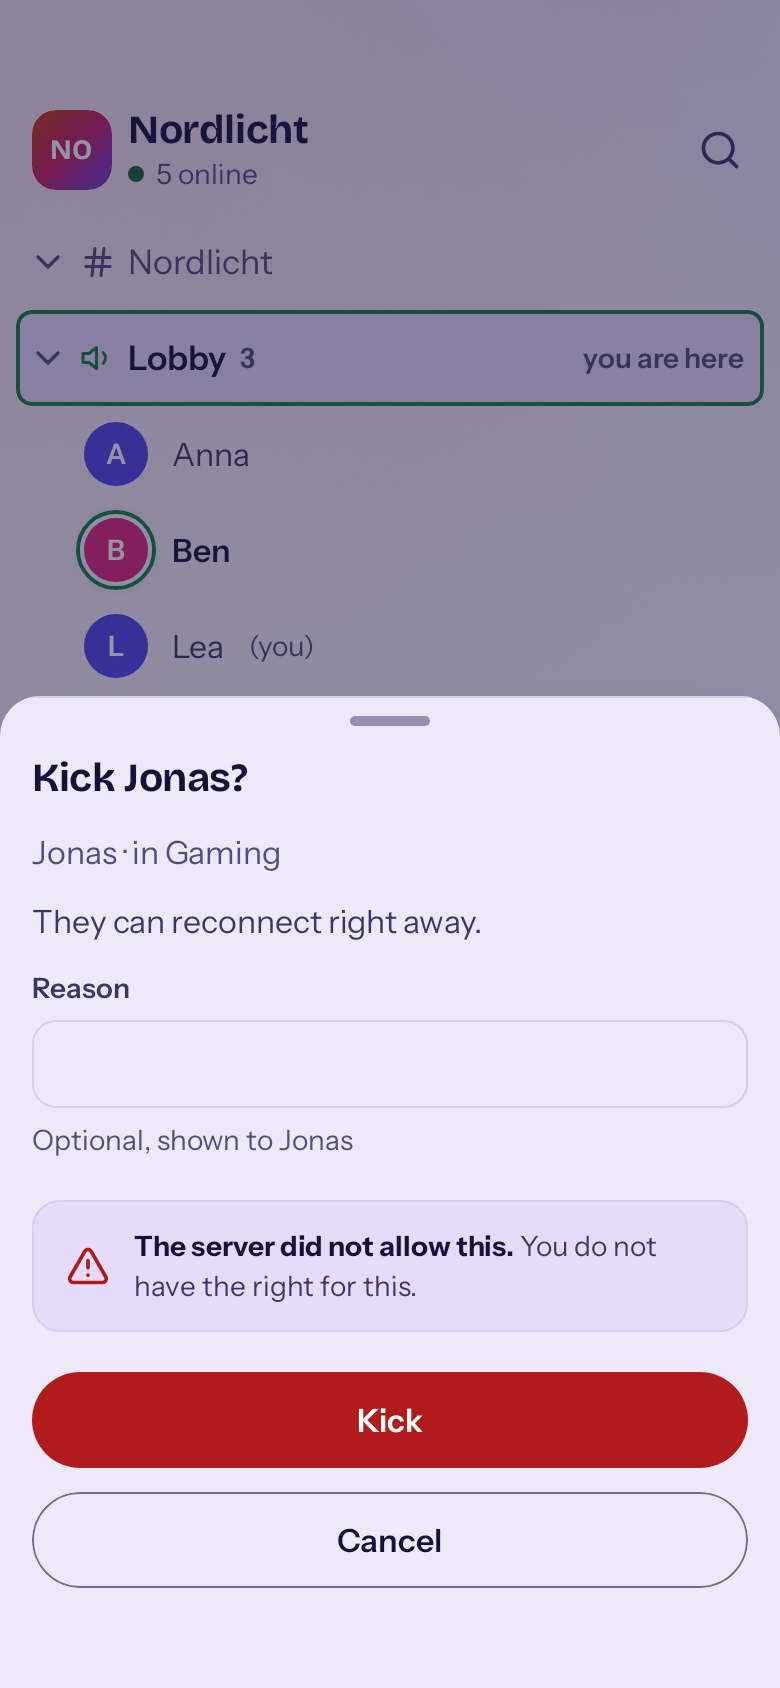 NO
Nordlicht
5 online
# Nordlicht
Lobby 3 you are here
A Anna
B Ben
L Lea (you)
Kick Jonas?
Jonas · in Gaming
They can reconnect right away.
Reason
Optional, shown to Jonas
The server did not allow this. You do not
have the right for this.
Kick
Cancel